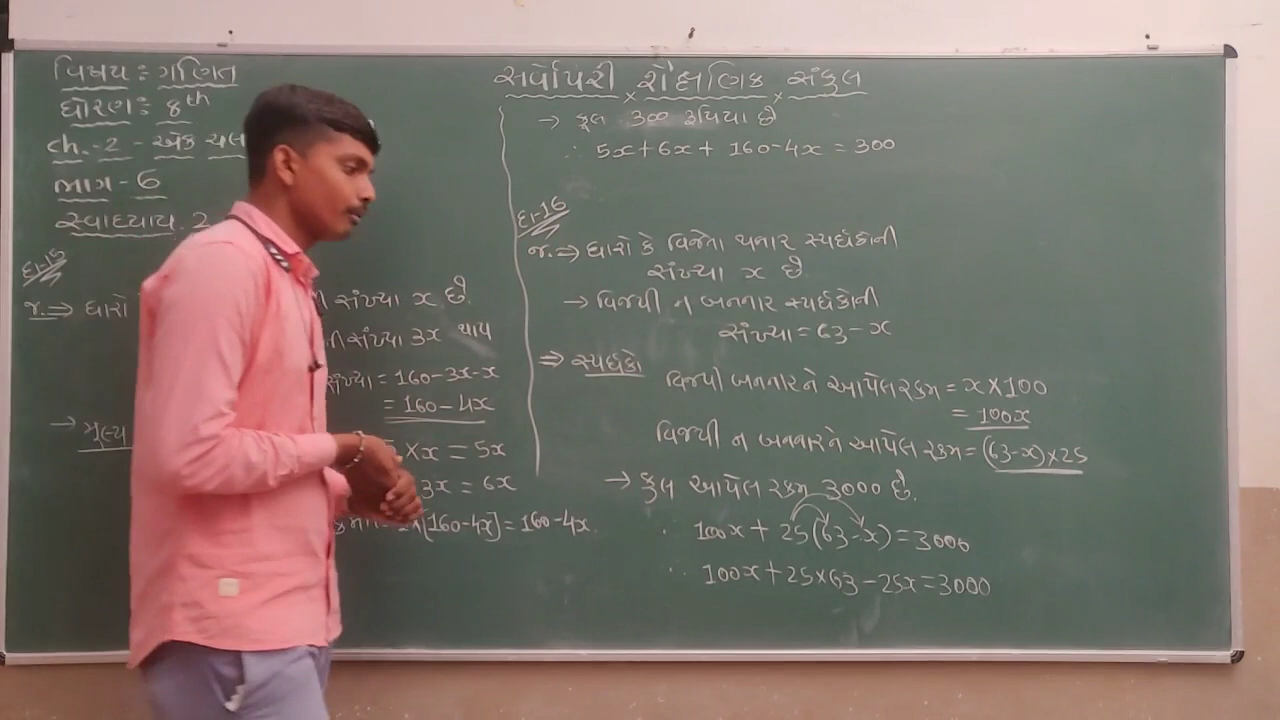 વિષય : ગણિત
ધોરણ : 8th
ch.-2 - એક ચલ
ભાગ - 6
સ્વાધ્યાય. 2
સર્વોપરી × શૈક્ષણિક × સંકુલ
દા-15
જ. ⇒ ધારો
સંખ્યા x છે.
ની સંખ્યા 3x થાય
સંખ્યા = 160-3x-x
= 160-4x
→ મૂલ્ય
×x = 5x
3x = 6x
[160-4x] = 160-4x
→ કૂલ 300 રૂપિયા છે
∴ 5x+6x+ 160-4x = 300
દા-16
જ. ⇒ ધારો કે વિજેતા થનાર સ્પર્ધકોની
સંખ્યા x છે
→ વિજયી ન બનનાર સ્પર્ધકોની
સંખ્યા = 63-x
⇒ સ્પર્ધકો
વિજયી બનનારને આપેલ રકમ = x×100
= 100x
વિજયી ન બનનારને આપેલ રકમ = (63-x)×25
→ કુલ આપેલ રકમ 3000 છે.
∴ 100x + 25(63-x) = 3000
∴ 100x+25×63-25x=3000